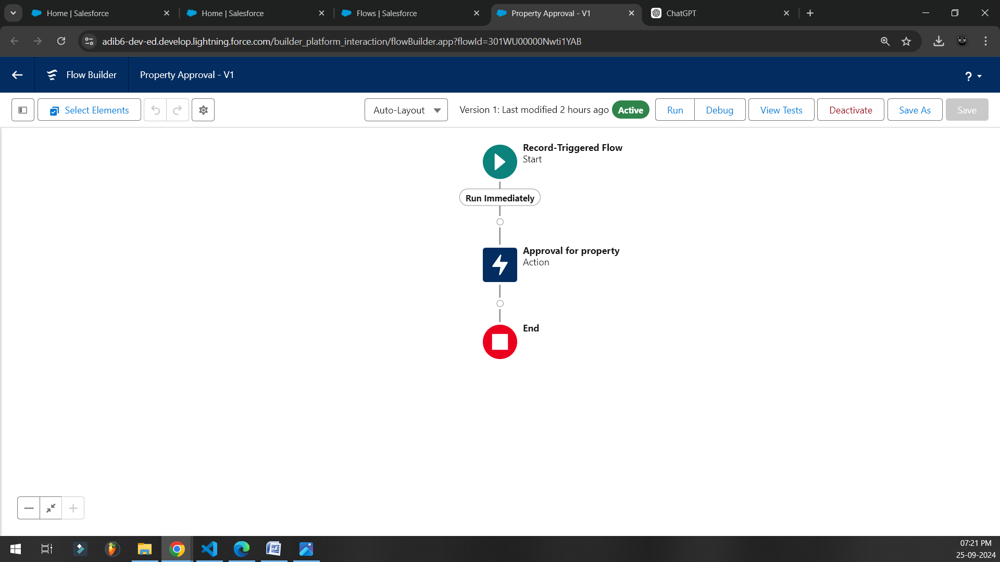 Home | Salesforce
Home | Salesforce
Flows | Salesforce
Property Approval - V1
ChatGPT
adib6-dev-ed.develop.lightning.force.com/builder_platform_interaction/flowBuilder.app?flowId=301WU00000Nwti1YAB
Flow Builder
Property Approval - V1
?
Select Elements
Auto-Layout
Version 1: Last modified 2 hours ago
Active
Run
Debug
View Tests
Deactivate
Save As
Save
Record-Triggered Flow
Start
Run Immediately
Approval for property
Action
End
07:21 PM
25-09-2024